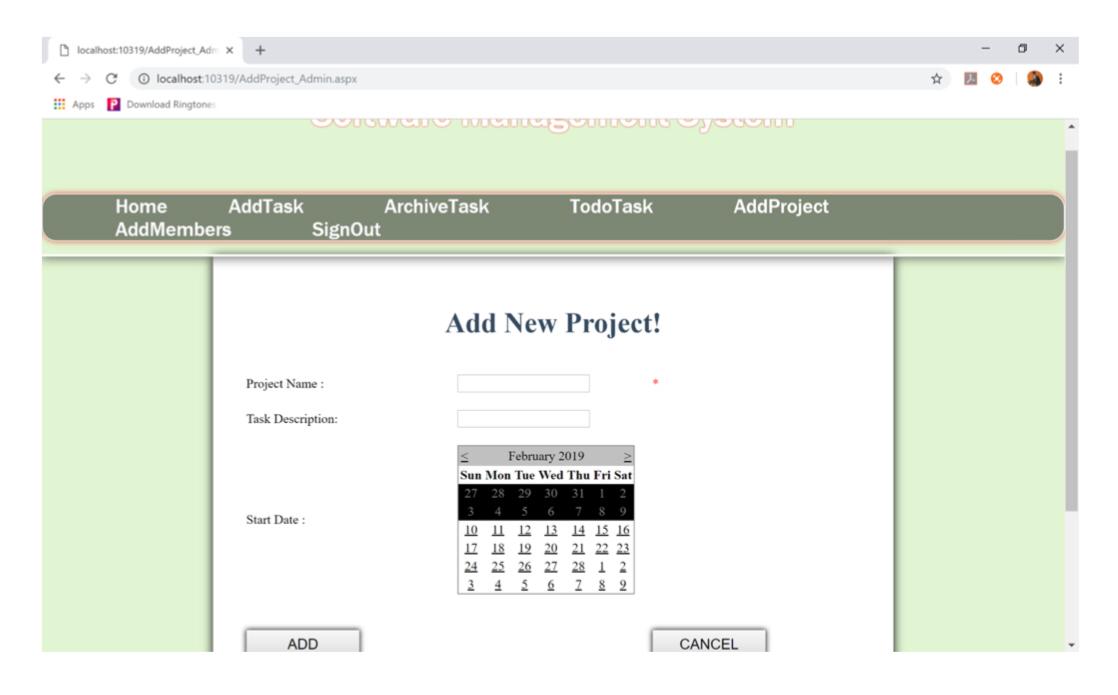 localhost:10319/AddProject_Adm
localhost:10319/AddProject_Admin.aspx
Apps Download Ringtones
Software Management System
Home AddTask ArchiveTask TodoTask AddProject
AddMembers SignOut
Add New Project!
Project Name : *
Task Description:
< February 2019 >
Sun Mon Tue Wed Thu Fri Sat
27 28 29 30 31 1 2
3 4 5 6 7 8 9
Start Date :
10 11 12 13 14 15 16
17 18 19 20 21 22 23
24 25 26 27 28 1 2
3 4 5 6 7 8 9
ADD CANCEL